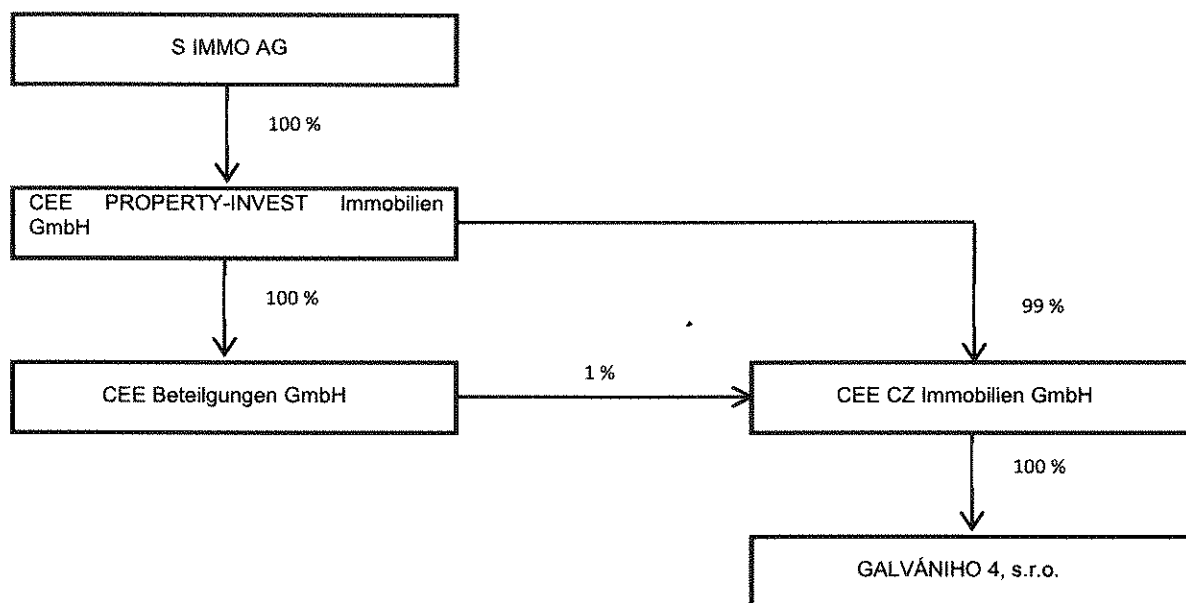 S IMMO AG
100 %
CEE PROPERTY-INVEST Immobilien
GmbH
100 %
99 %
CEE Beteilgungen GmbH
1 %
CEE CZ Immobilien GmbH
100 %
GALVÁNIHO 4, s.r.o.